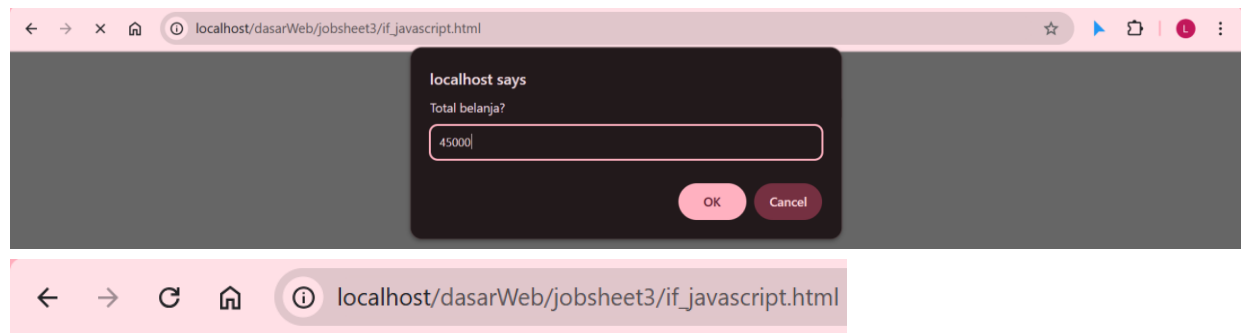 localhost/dasarWeb/jobsheet3/if_javascript.html
L
localhost says
Total belanja?
45000
OK Cancel
localhost/dasarWeb/jobsheet3/if_javascript.html